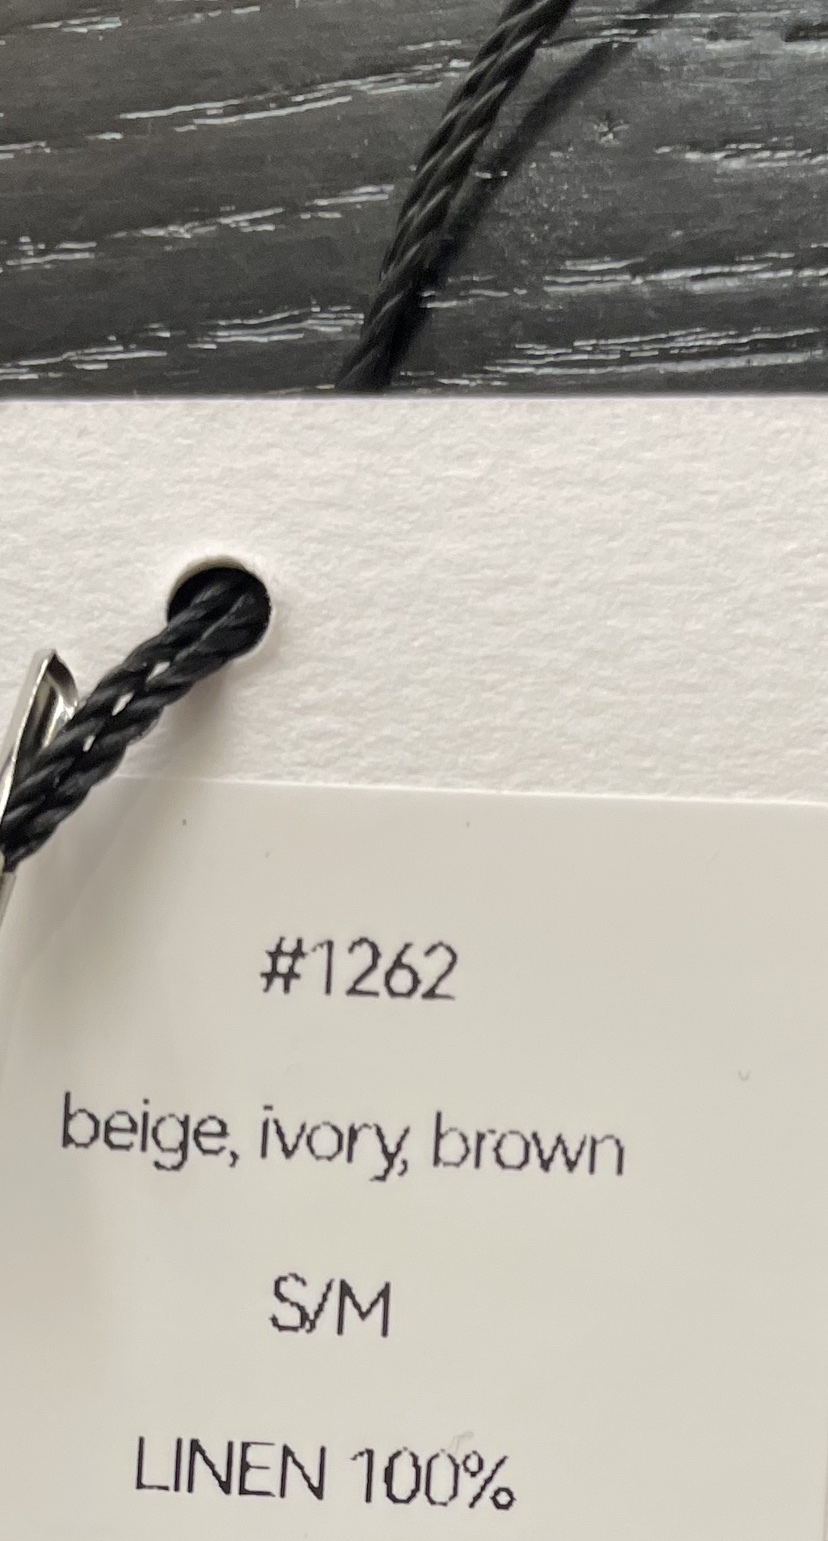 #1262
beige, ivory, brown
S/M
LINEN 100%